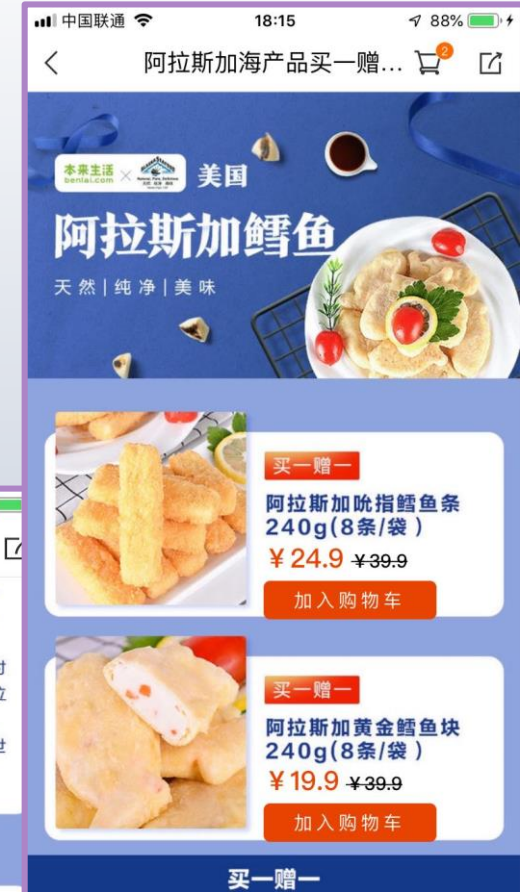 中国联通 18:15 88%
阿拉斯加海产品买一赠... 2
本来生活
benlai.com
×
美国
阿拉斯加鳕鱼
天然|纯净|美味
买一赠一
阿拉斯加吮指鳕鱼条
240g(8条/袋)
¥24.9 ¥39.9
加入购物车
买一赠一
阿拉斯加黄金鳕鱼块
240g(8条/袋)
¥19.9 ¥39.9
加入购物车
买一赠一